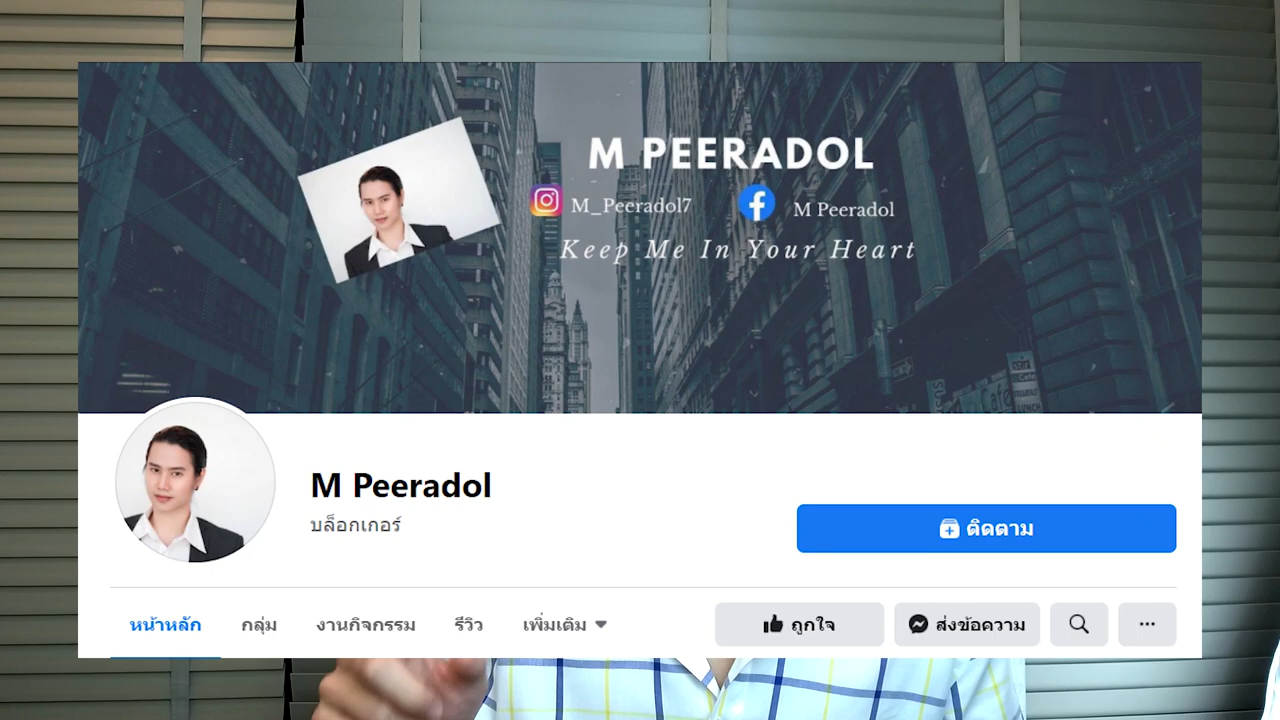 M PEERADOL
M_Peeradol7 M Peeradol
Keep Me In Your Heart
M Peeradol
บล็อกเกอร์
ติดตาม
หน้าหลัก กลุ่ม งานกิจกรรม รีวิว เพิ่มเติม ถูกใจ ส่งข้อความ